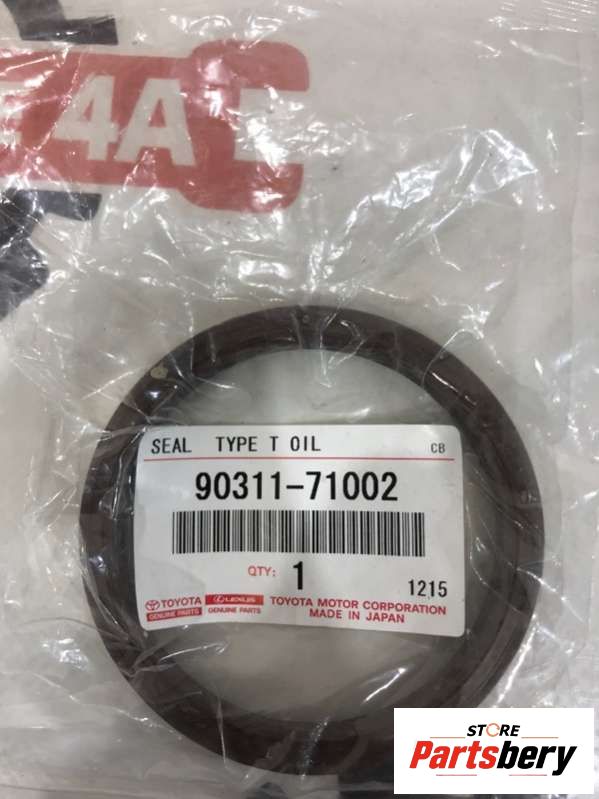 4A
SEAL TYPE T OIL CB
90311-71002
QTY: 1 1215
TOYOTA
GENUINE PARTS
LEXUS
GENUINE PARTS
TOYOTA MOTOR CORPORATION
MADE IN JAPAN
STORE
Partsbery